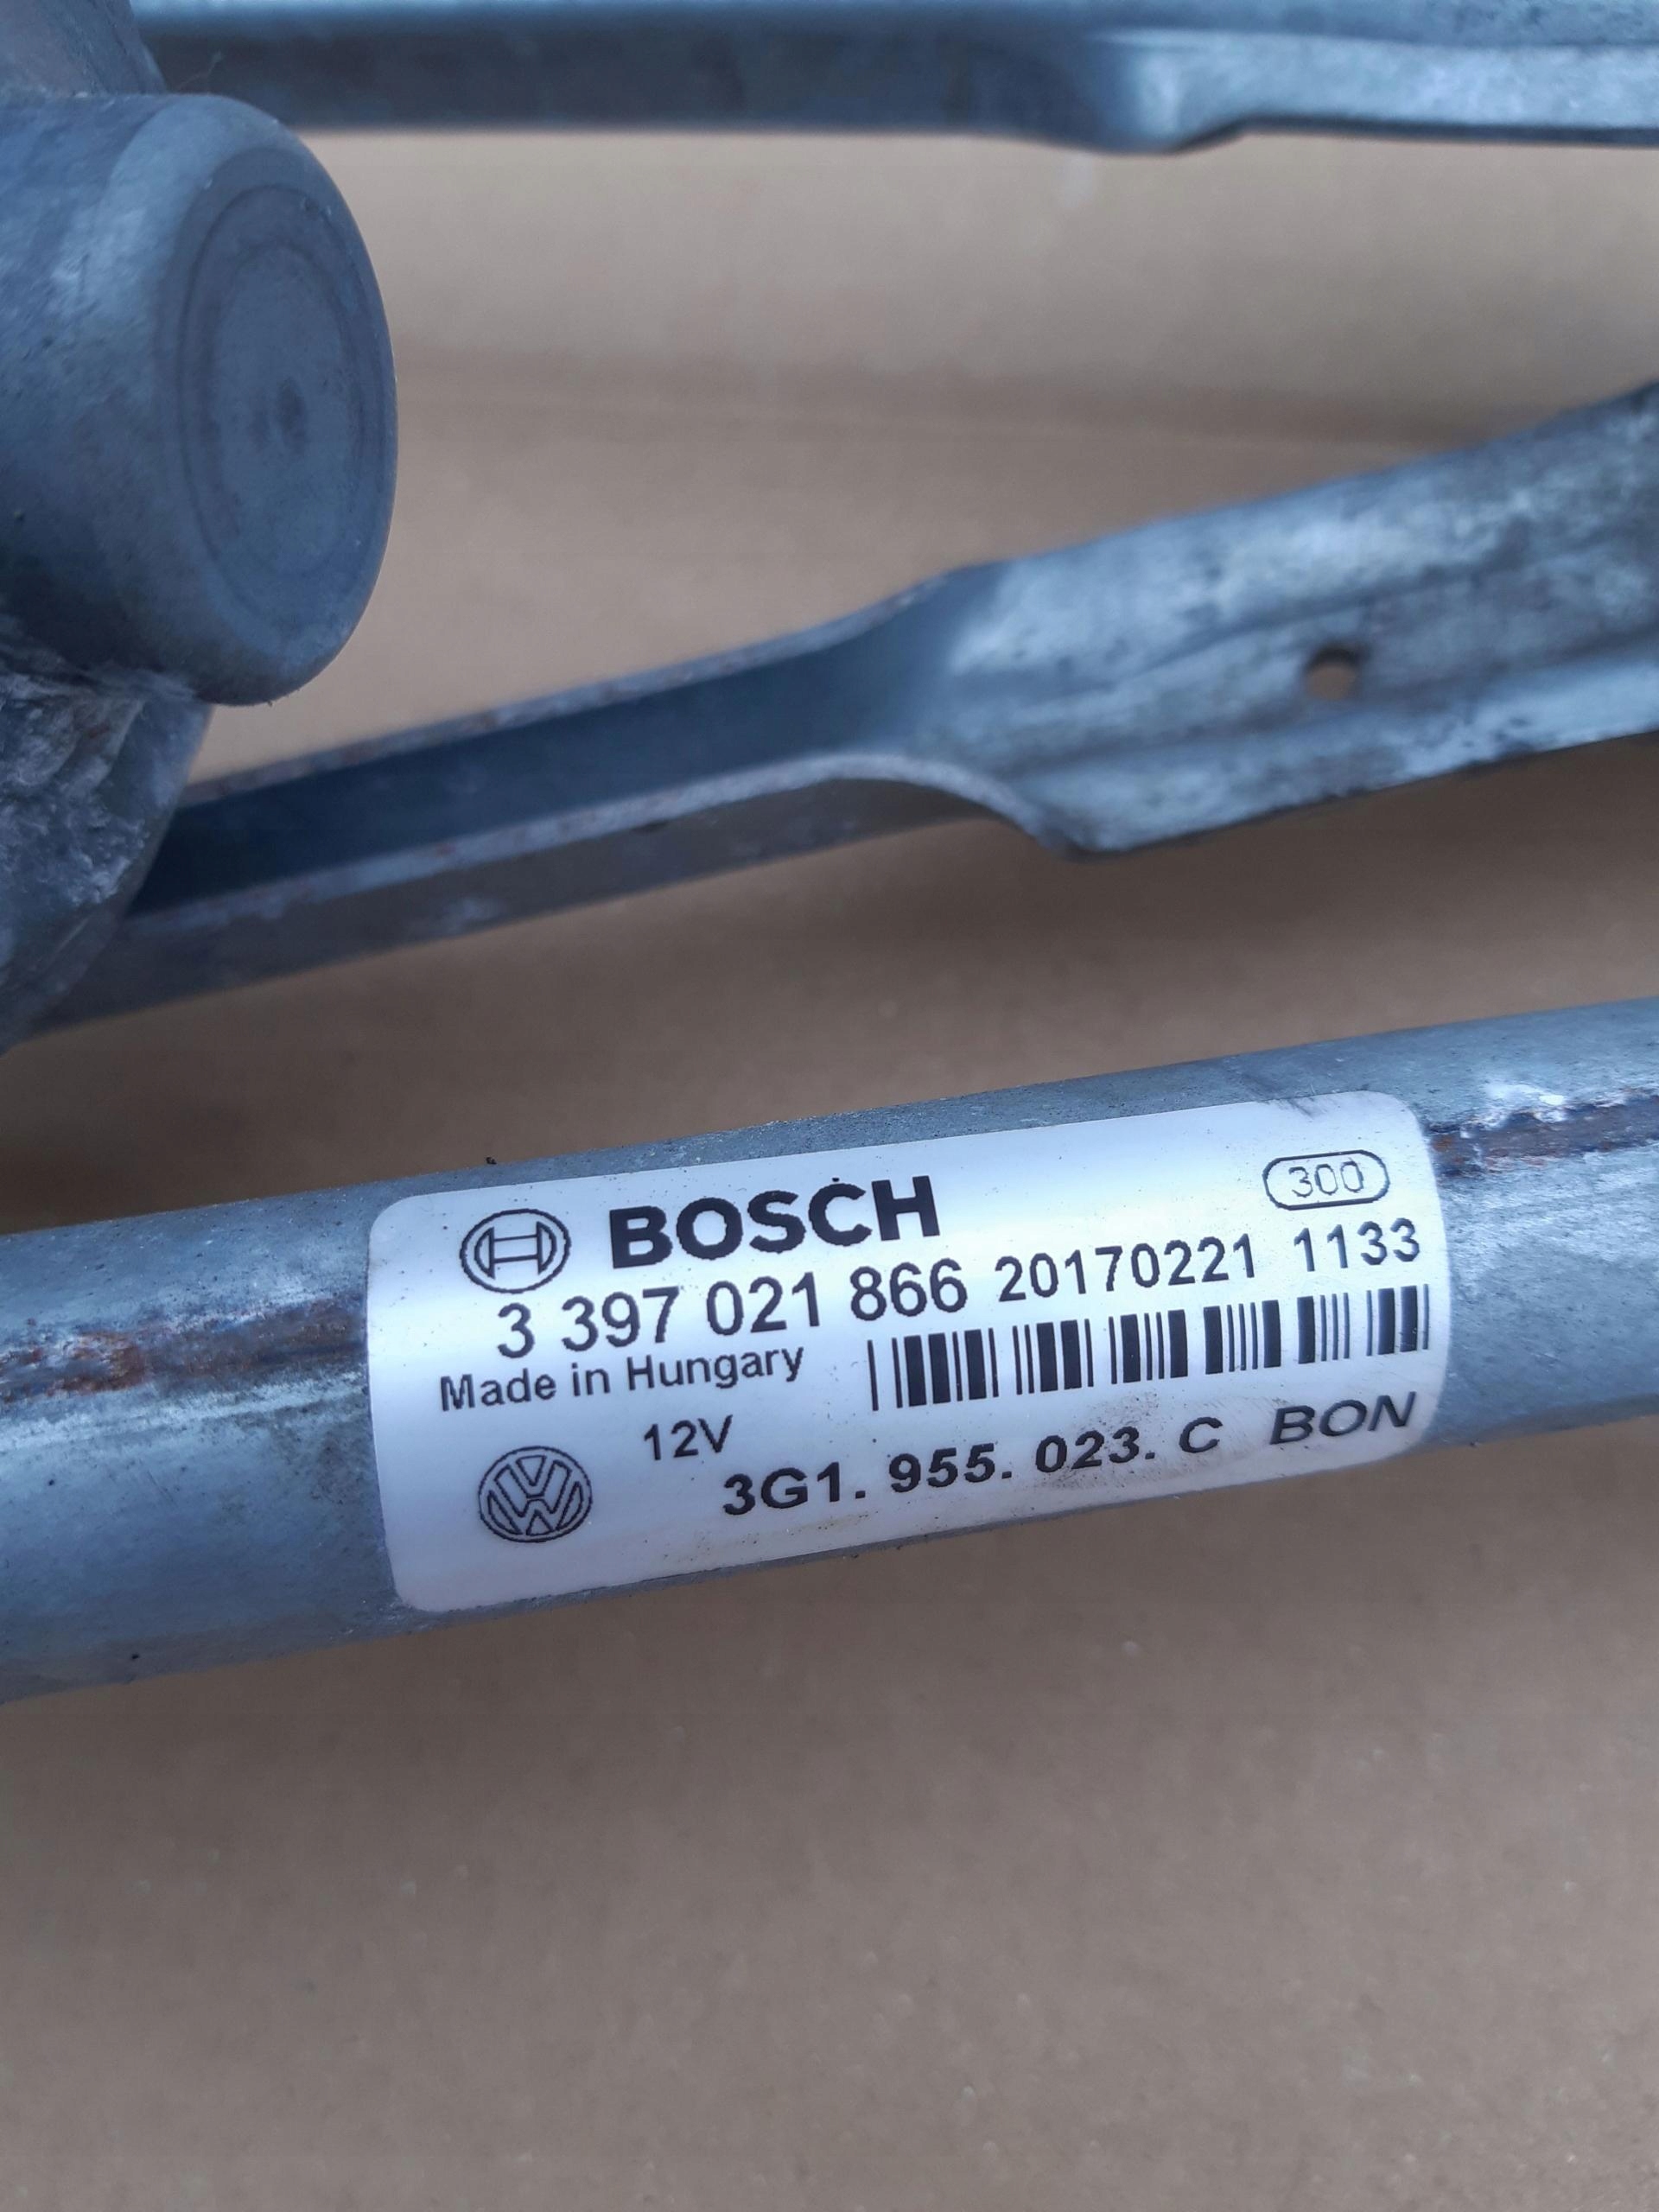 BOSCH 300
3 397 021 866 20170221 1133
Made in Hungary
12V
3G1. 955. 023. C BON